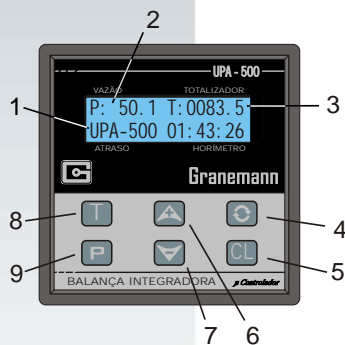 2
UPA - 500
VAZÃO TOTALIZADOR
P: 50.1 T:0083.5 3
1 UPA-500 01:43:26
ATRASO HORÍMETRO
G Granemann
8 T 4
9 P CL 5
BALANÇA INTEGRADORA µ Controlador
7 6